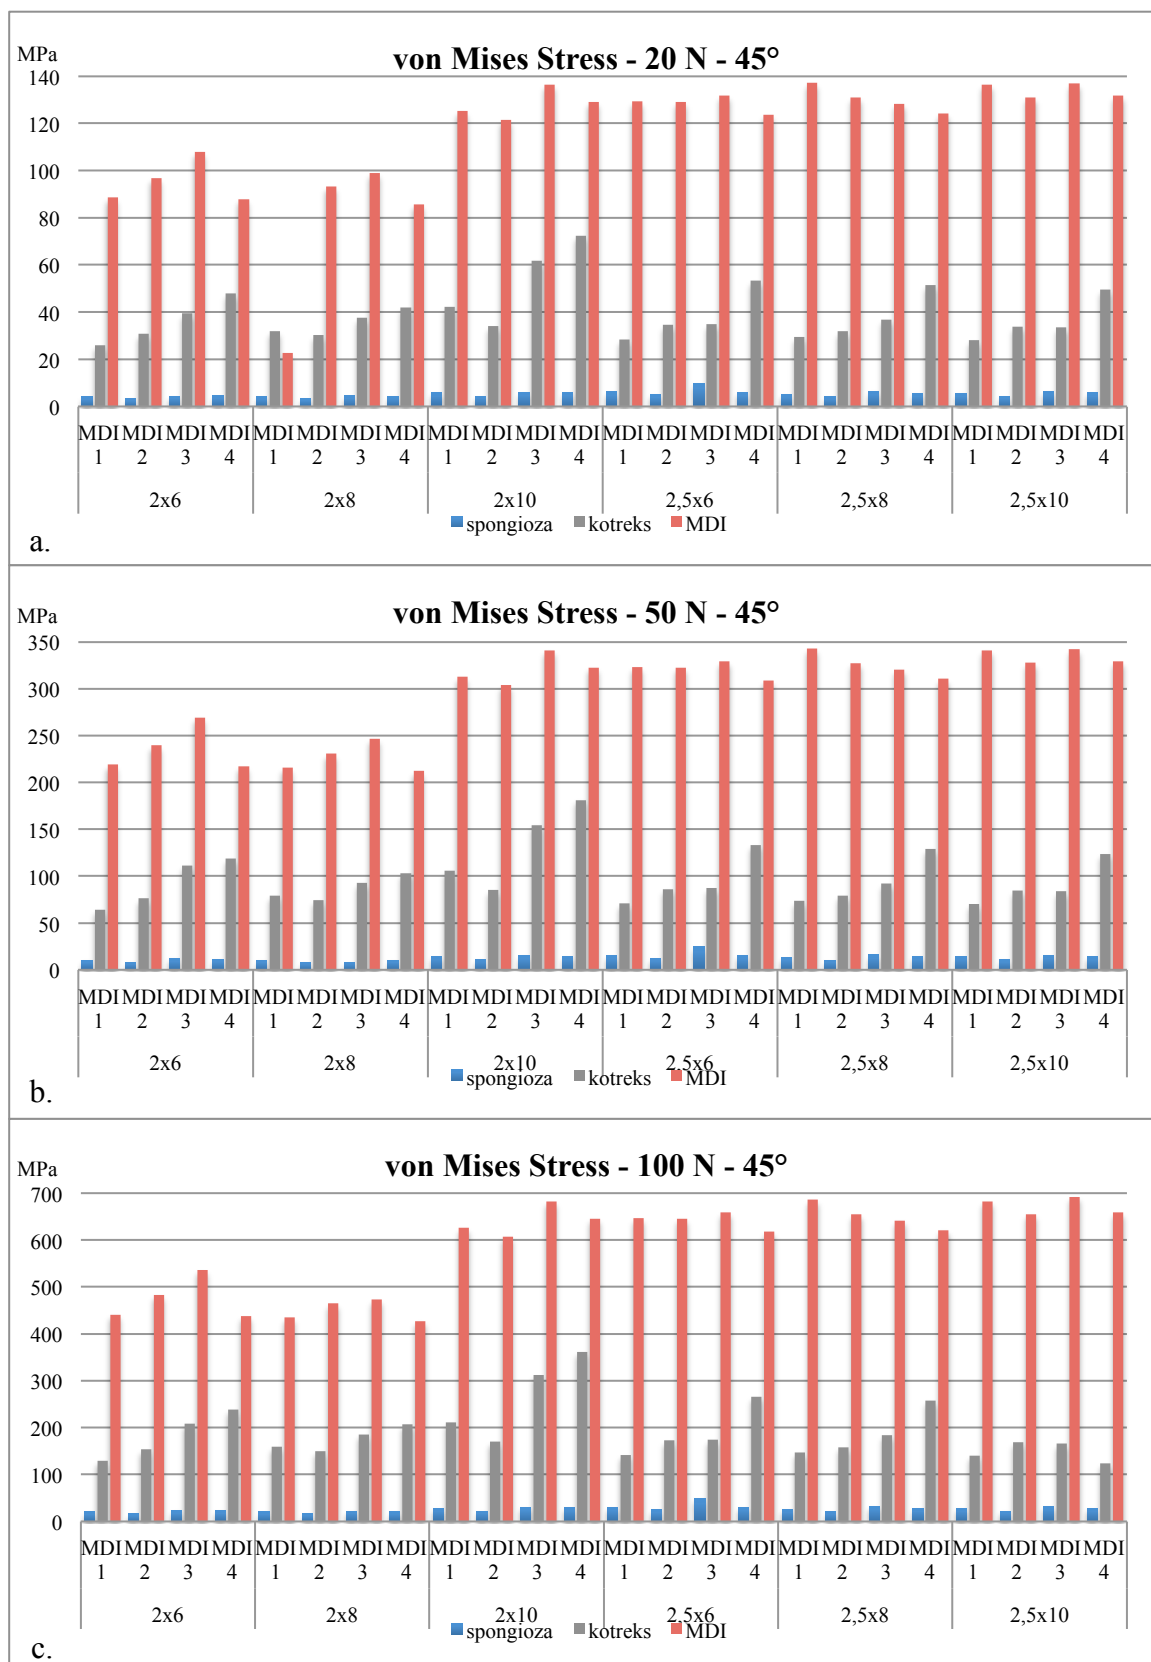 MPa
von Mises Stress - 20 N - 45°
140
120
100
80
60
40
20
0
MDI MDI MDI MDI MDI MDI MDI MDI MDI MDI MDI MDI MDI MDI MDI MDI MDI MDI MDI MDI MDI MDI MDI MDI
1 2 3 4 1 2 3 4 1 2 3 4 1 2 3 4 1 2 3 4 1 2 3 4
2x6 2x8 2x10 2,5x6 2,5x8 2,5x10
spongioza kotreks MDI
a.
MPa
von Mises Stress - 50 N - 45°
350
300
250
200
150
100
50
0
MDI MDI MDI MDI MDI MDI MDI MDI MDI MDI MDI MDI MDI MDI MDI MDI MDI MDI MDI MDI MDI MDI MDI MDI
1 2 3 4 1 2 3 4 1 2 3 4 1 2 3 4 1 2 3 4 1 2 3 4
2x6 2x8 2x10 2,5x6 2,5x8 2,5x10
spongioza kotreks MDI
b.
MPa
von Mises Stress - 100 N - 45°
700
600
500
400
300
200
100
0
MDI MDI MDI MDI MDI MDI MDI MDI MDI MDI MDI MDI MDI MDI MDI MDI MDI MDI MDI MDI MDI MDI MDI MDI
1 2 3 4 1 2 3 4 1 2 3 4 1 2 3 4 1 2 3 4 1 2 3 4
2x6 2x8 2x10 2,5x6 2,5x8 2,5x10
spongioza kotreks MDI
c.